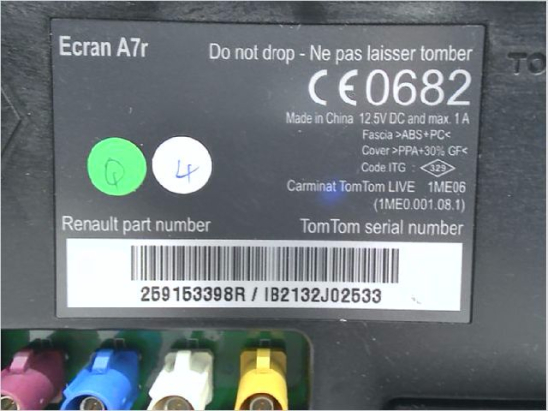 Ecran A7r
Do not drop - Ne pas laisser tomber
CE0682
Made in China 12.5V DC and max. 1 A
Fascia >ABS+PC<
Cover >PPA+30% GF<
Code ITG : 329
Carminat TomTom LIVE 1ME06
(1ME0.001.08.1)
Q
4
Renault part number
TomTom serial number
259153398R / IB2132J02533
TO